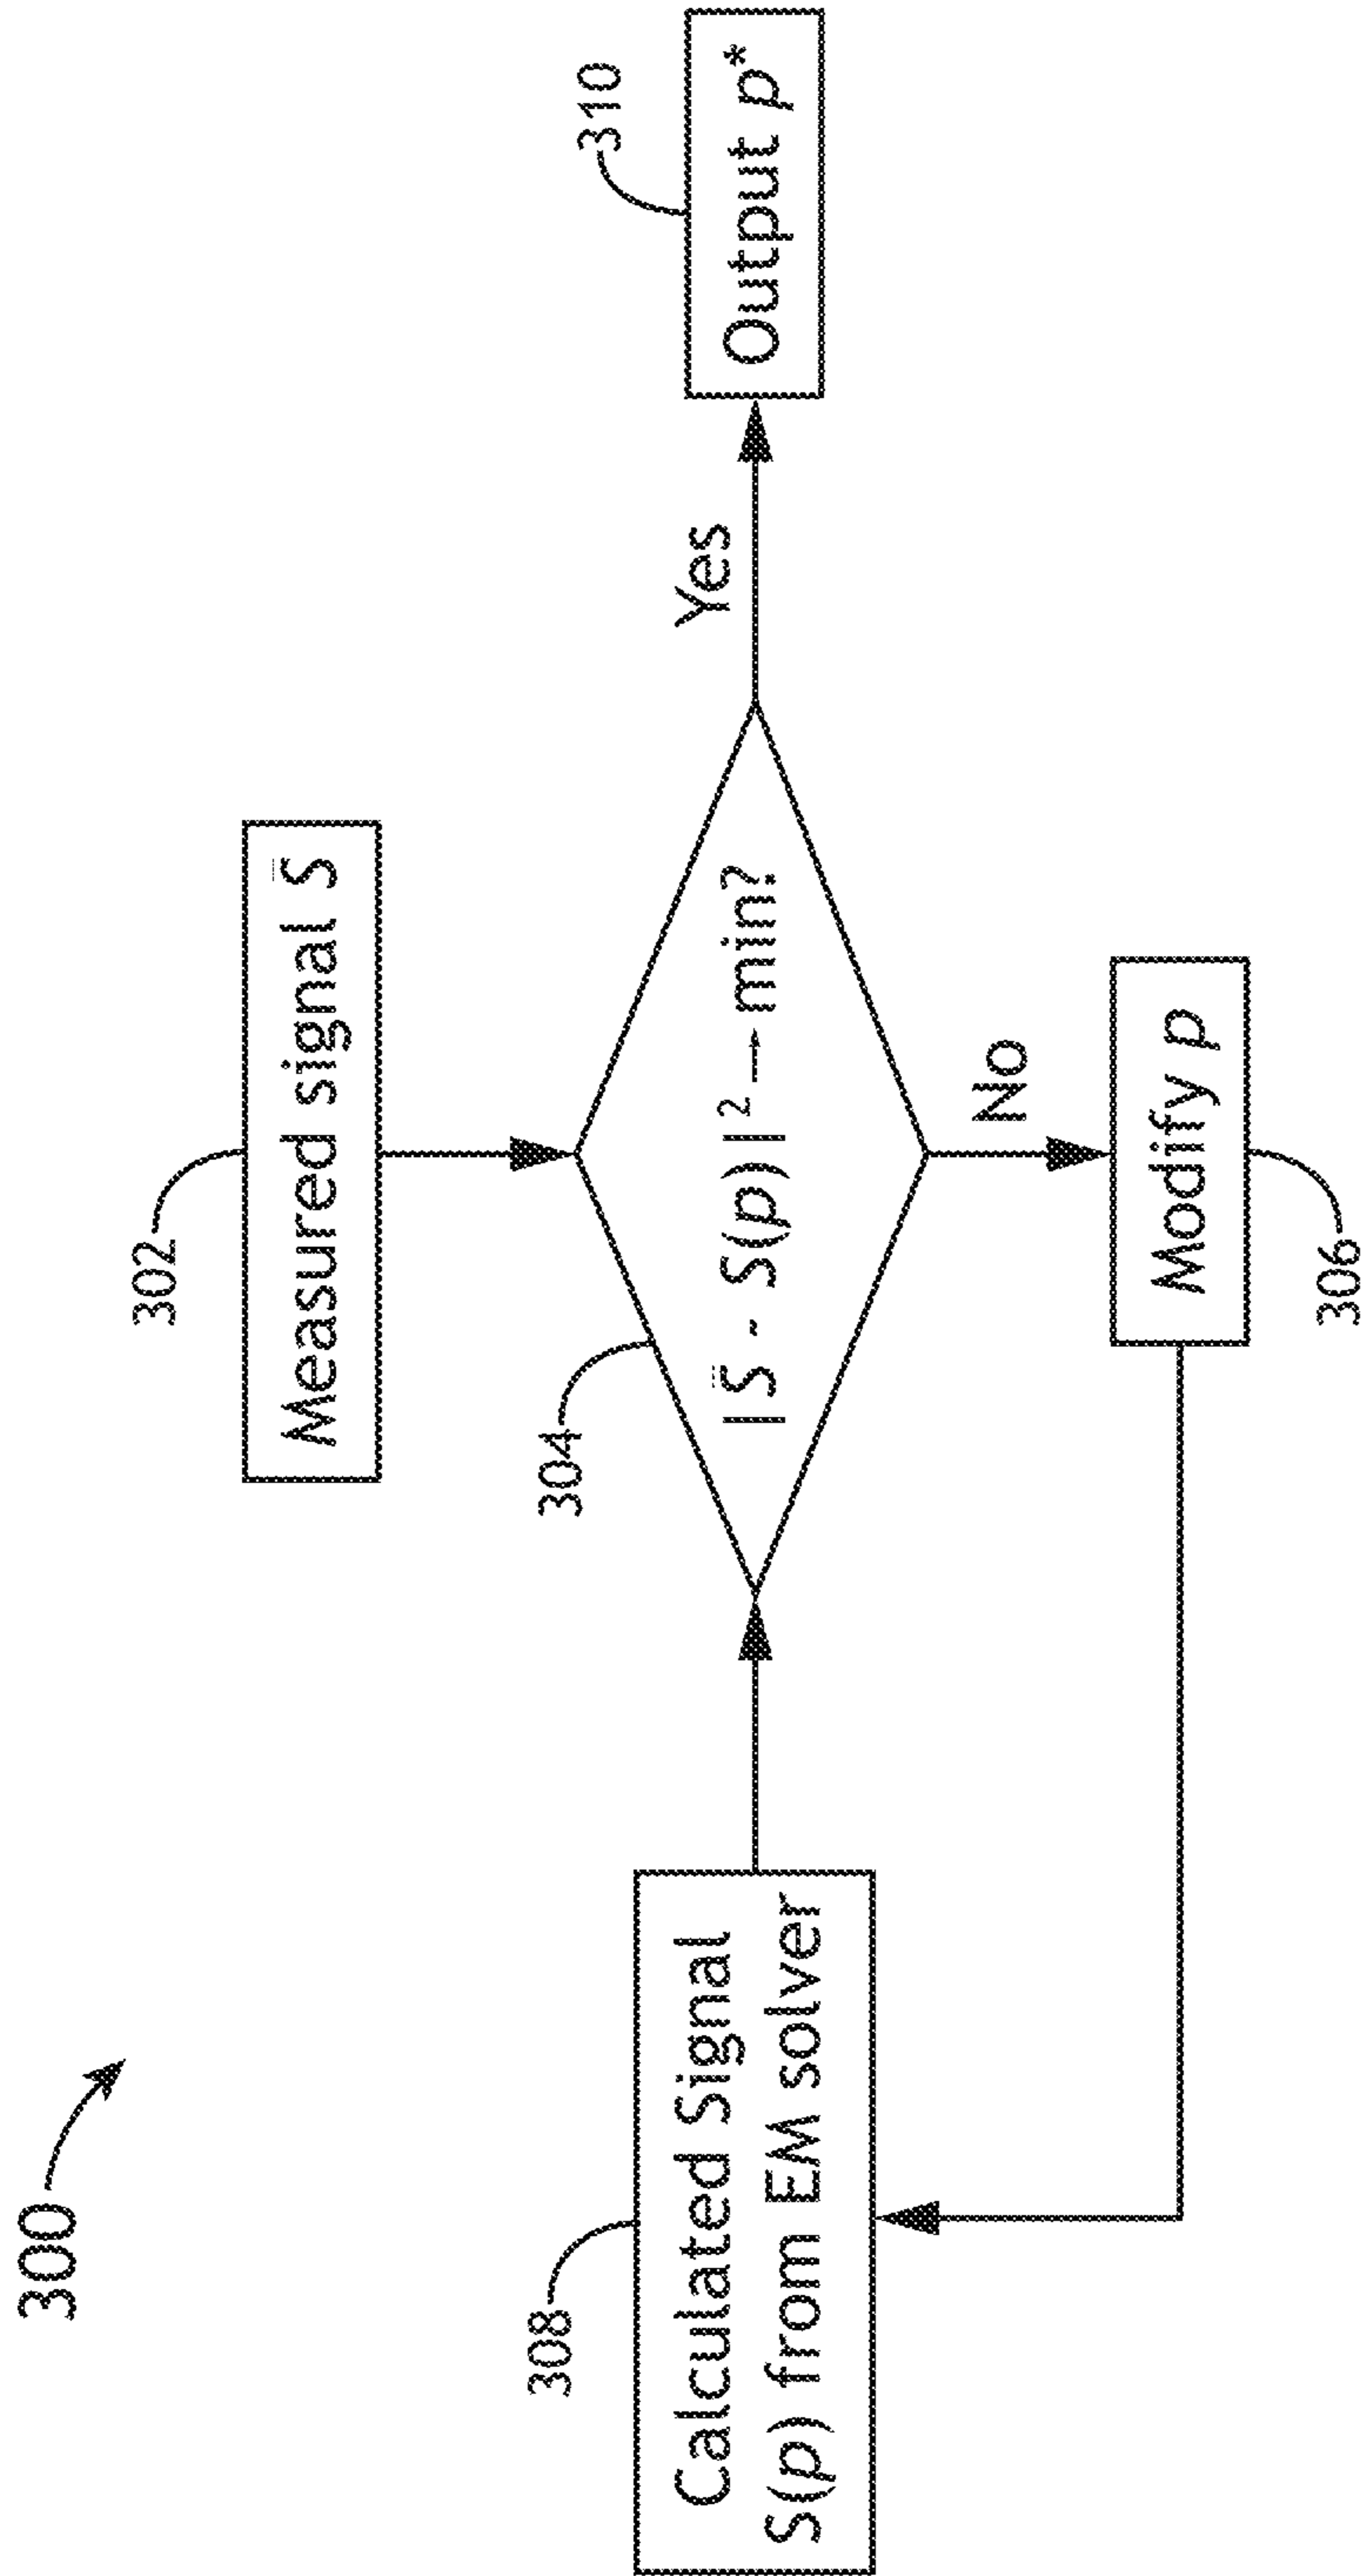 300
302
Measured signal S̄
304
| S̄ - S(p) |² → min?
Yes
310
Output p*
No
Modify p
306
308
Calculated Signal
S(p) from EM solver